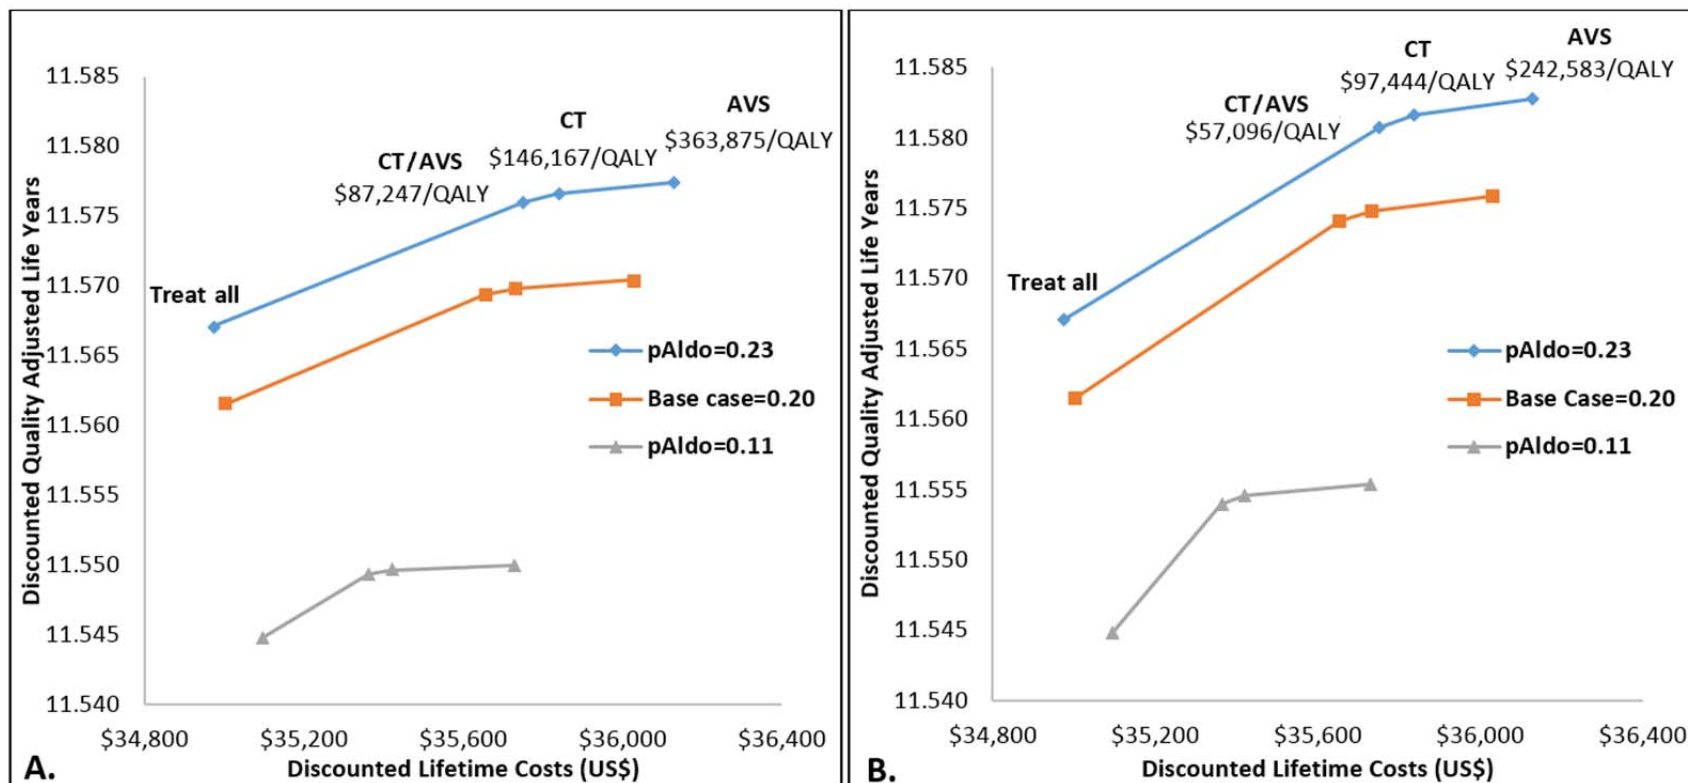 AVS
$363,875/QALY
CT
$146,167/QALY
CT/AVS
$87,247/QALY
Treat all
11.585
11.580
11.575
11.570
11.565
11.560
11.555
11.550
11.545
11.540
Discounted Quality Adjusted Life Years
pAldo=0.23
Base case=0.20
pAldo=0.11
$34,800
$35,200
$35,600
$36,000
$36,400
Discounted Lifetime Costs (US$)
A.
AVS
$242,583/QALY
CT
$97,444/QALY
CT/AVS
$57,096/QALY
Treat all
11.585
11.580
11.575
11.570
11.565
11.560
11.555
11.550
11.545
11.540
Discounted Quality Adjusted Life Years
pAldo=0.23
Base Case=0.20
pAldo=0.11
$34,800
$35,200
$35,600
$36,000
$36,400
Discounted Lifetime Costs (US$)
B.